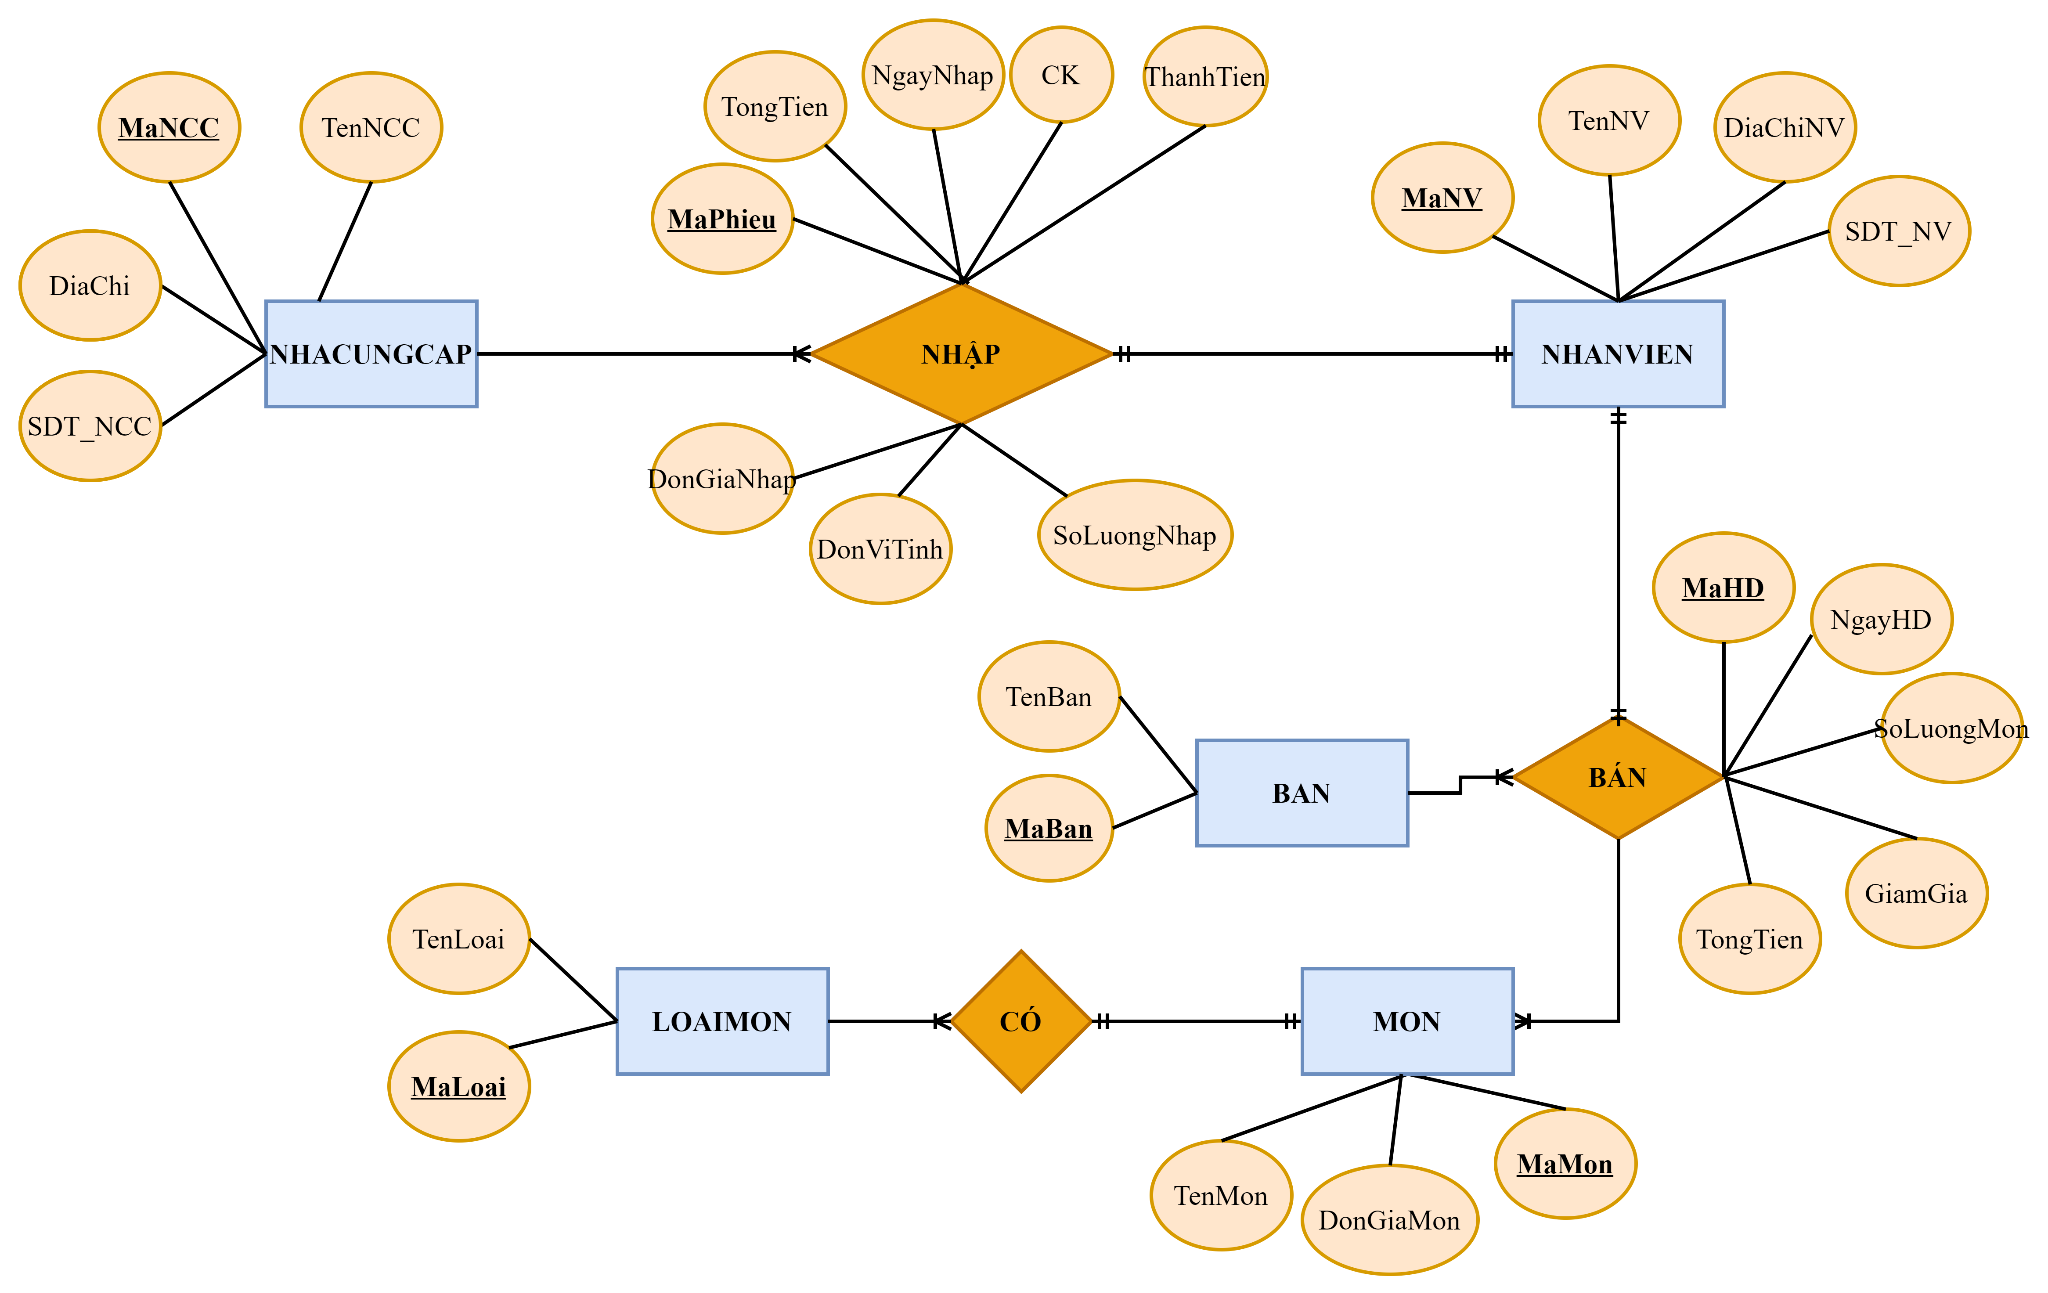 NgayNhap
CK
ThanhTien
TongTien
MaNCC
TenNCC
TenNV
DiaChiNV
MaNV
MaPhieu
SDT_NV
DiaChi
NHACUNGCAP
NHẬP
NHANVIEN
SDT_NCC
DonGiaNhap
DonViTinh
SoLuongNhap
MaHD
NgayHD
TenBan
SoLuongMon
BAN
BÁN
MaBan
GiamGia
TenLoai
TongTien
LOAIMON
CÓ
MON
MaLoai
MaMon
TenMon
DonGiaMon